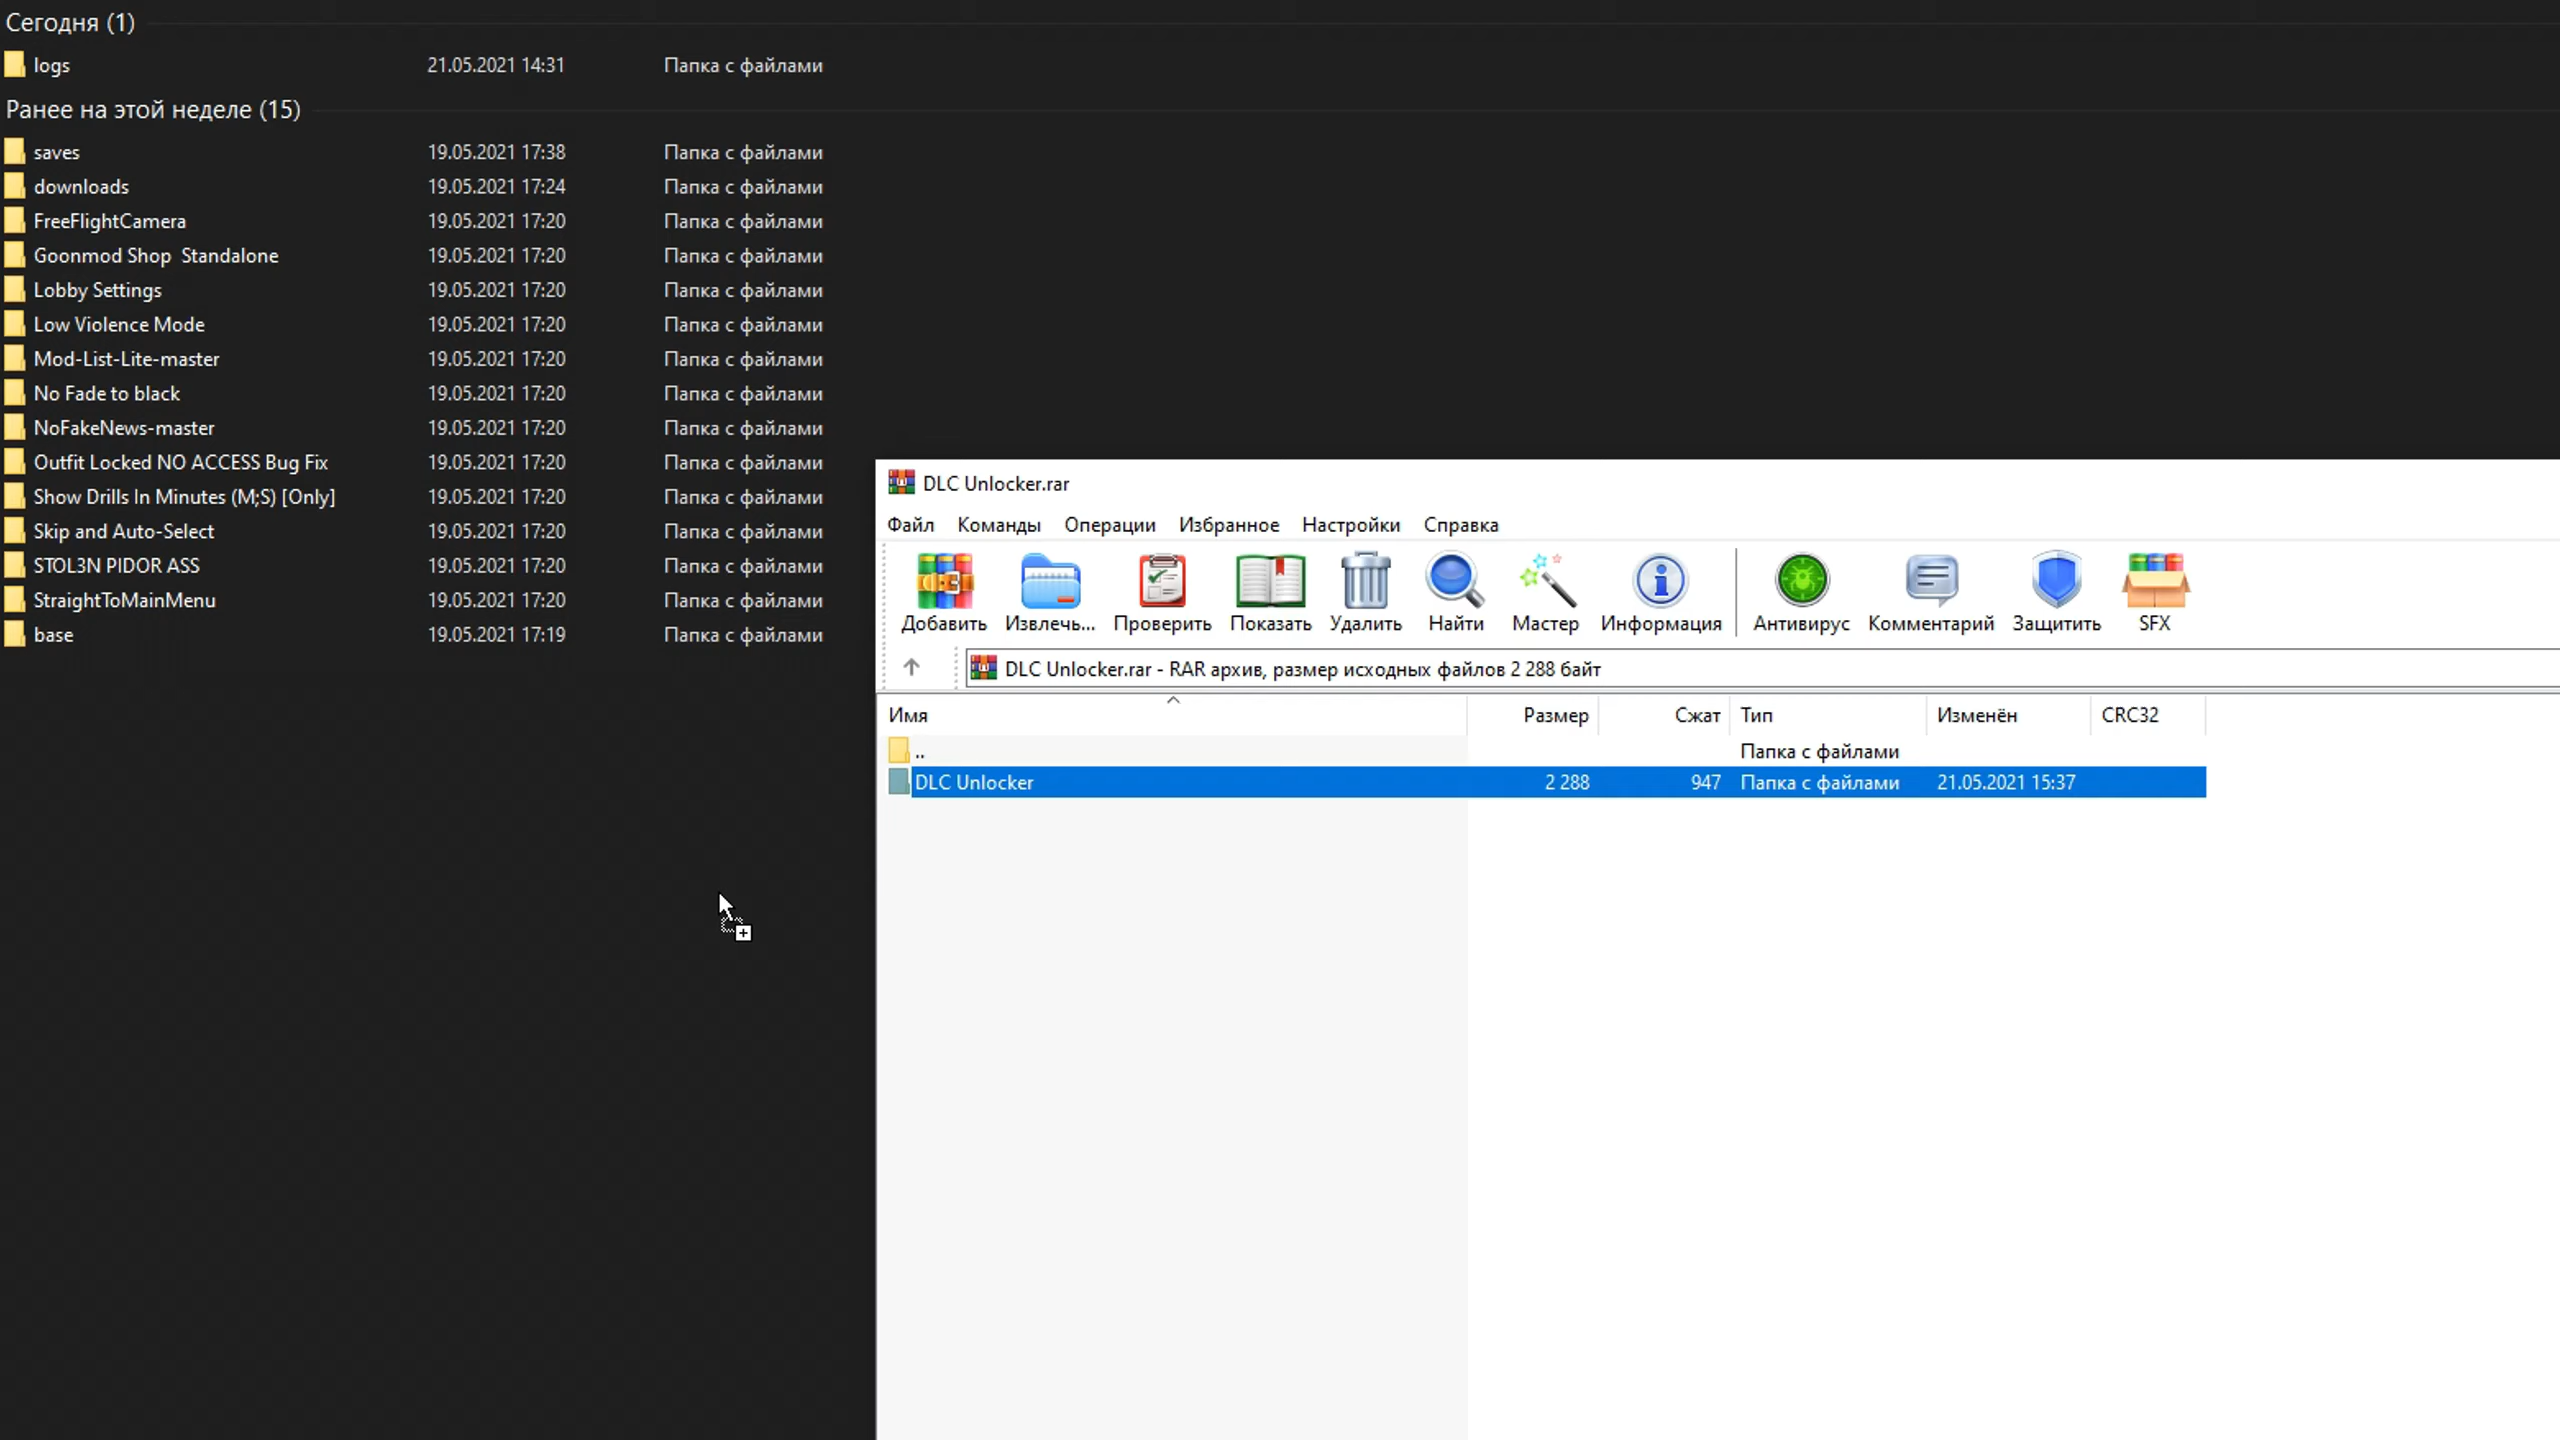 Сегодня (1)
logs 21.05.2021 14:31 Папка с файлами
Ранее на этой неделе (15)
saves 19.05.2021 17:38 Папка с файлами
downloads 19.05.2021 17:24 Папка с файлами
FreeFlightCamera 19.05.2021 17:20 Папка с файлами
Goonmod Shop  Standalone 19.05.2021 17:20 Папка с файлами
Lobby Settings 19.05.2021 17:20 Папка с файлами
Low Violence Mode 19.05.2021 17:20 Папка с файлами
Mod-List-Lite-master 19.05.2021 17:20 Папка с файлами
No Fade to black 19.05.2021 17:20 Папка с файлами
NoFakeNews-master 19.05.2021 17:20 Папка с файлами
Outfit Locked NO ACCESS Bug Fix 19.05.2021 17:20 Папка с файлами
Show Drills In Minutes (M;S) [Only] 19.05.2021 17:20 Папка с файлами
Skip and Auto-Select 19.05.2021 17:20 Папка с файлами
STOL3N PIDOR ASS 19.05.2021 17:20 Папка с файлами
StraightToMainMenu 19.05.2021 17:20 Папка с файлами
base 19.05.2021 17:19 Папка с файлами
DLC Unlocker.rar
Файл Команды Операции Избранное Настройки Справка
Добавить Извлечь... Проверить Показать Удалить Найти Мастер Информация Антивирус Комментарий Защитить SFX
DLC Unlocker.rar - RAR архив, размер исходных файлов 2 288 байт
Имя Размер Сжат Тип Изменён CRC32
.. Папка с файлами
DLC Unlocker 2 288 947 Папка с файлами 21.05.2021 15:37